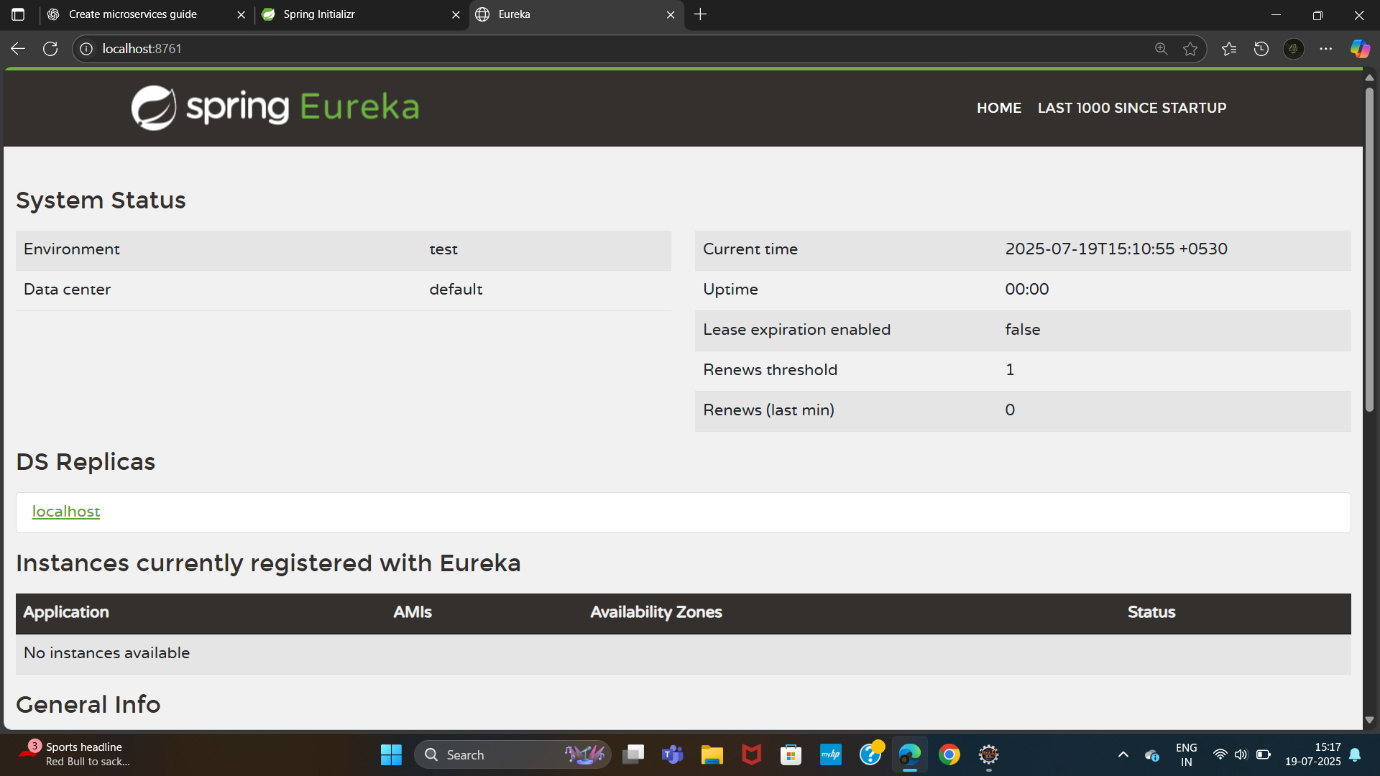 Create microservices guide
Spring Initializr
Eureka
localhost:8761
spring Eureka
HOME LAST 1000 SINCE STARTUP
System Status
Environment test
Data center default
Current time 2025-07-19T15:10:55 +0530
Uptime 00:00
Lease expiration enabled false
Renews threshold 1
Renews (last min) 0
DS Replicas
localhost
Instances currently registered with Eureka
Application AMIs Availability Zones Status
No instances available
General Info
3
Sports headline
Red Bull to sack...
Search
myhp
ENG
IN
15:17
19-07-2025